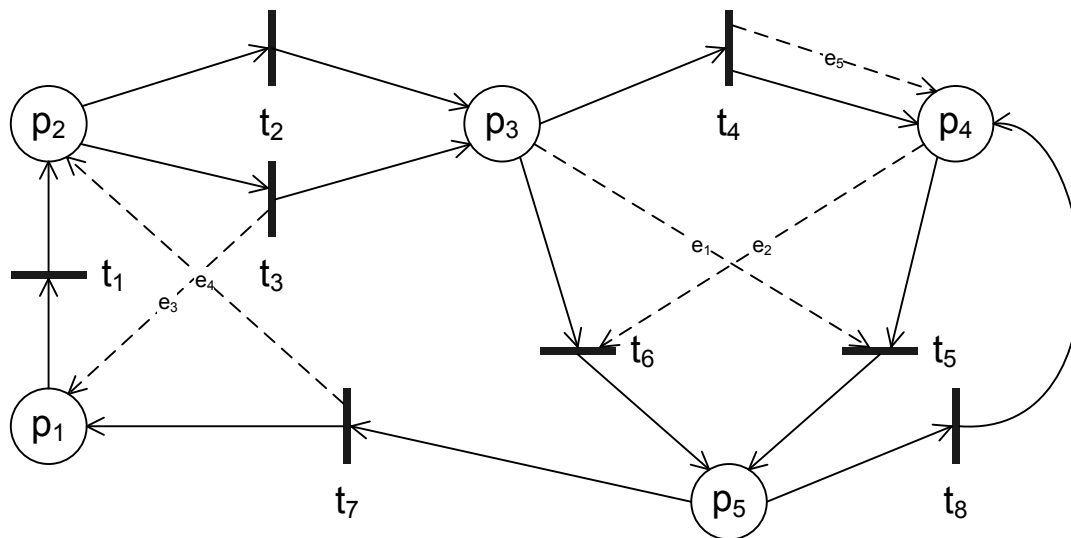 e₅
p₂
t₂
p₃
t₄
p₄
e₁
e₂
t₁
t₃
e₄
e₃
t₆
t₅
p₁
t₇
p₅
t₈